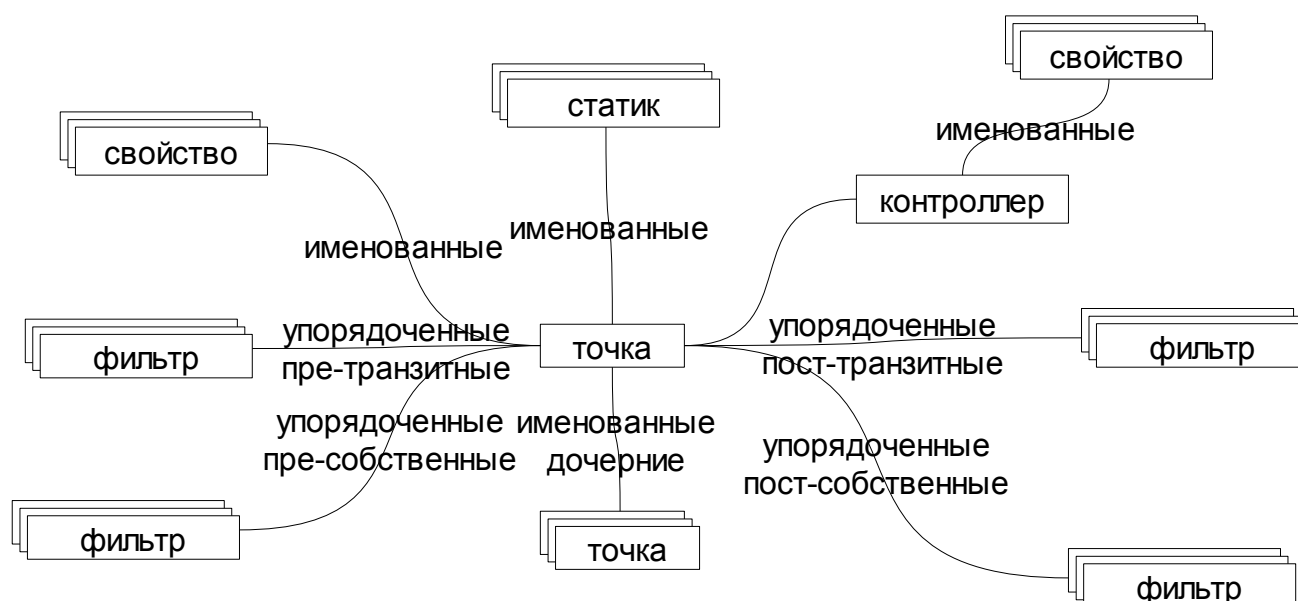 свойство
статик
свойство
именованные
контроллер
именованные
именованные
фильтр
упорядоченные
пре-транзитные
точка
упорядоченные
пост-транзитные
фильтр
упорядоченные
пре-собственные
именованные
дочерние
упорядоченные
пост-собственные
фильтр
точка
фильтр